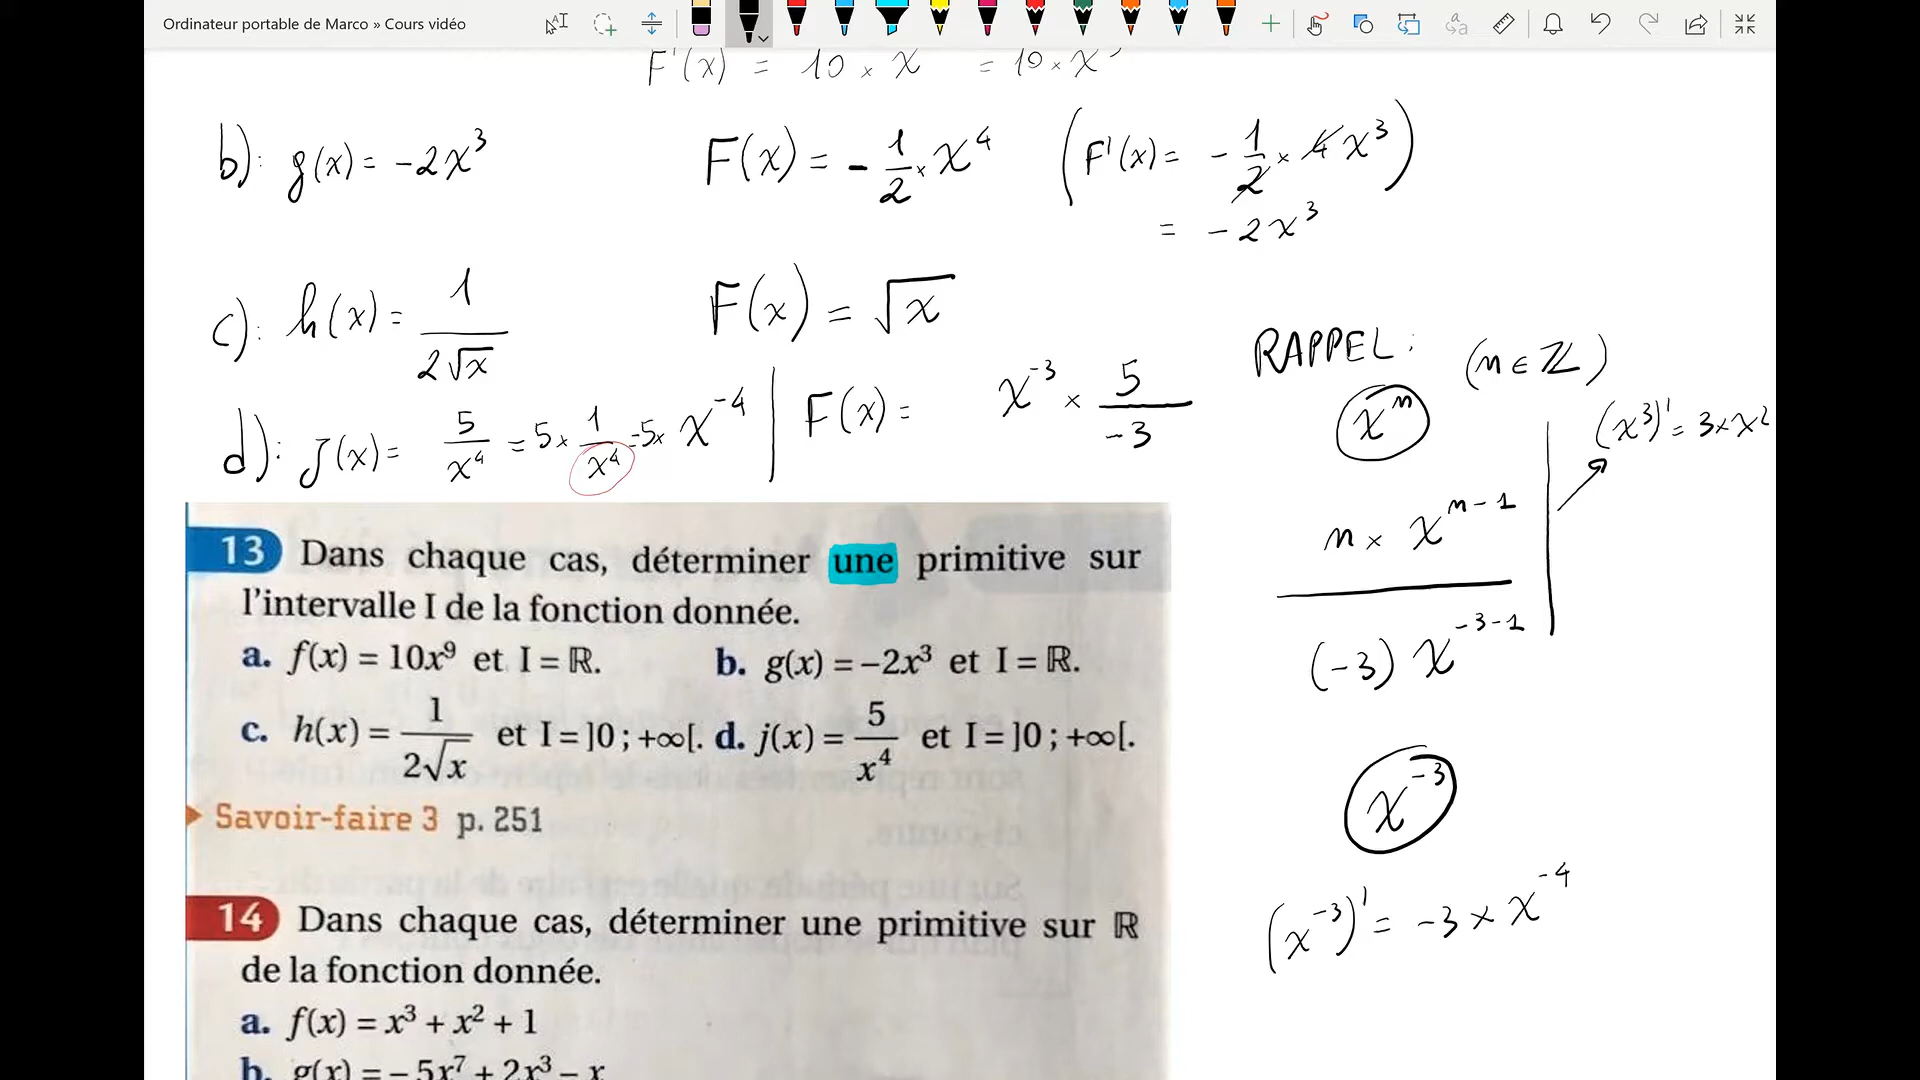 Ordinateur portable de Marco » Cours vidéo
F'(x) = 10 × x = 10 × x
b): g(x) = -2x³ F(x) = - 1/2 × x⁴ (F'(x) = - 1/2 × 4x³)
= -2x³
c): h(x) = 1/(2√x) F(x) = √x
d): j(x) = 5/x⁴ = 5 × 1/x⁴ = 5 × x⁻⁴ | F(x) = x⁻³ × 5/-3
RAPPEL : (n ∈ ℤ)
xⁿ
n × xⁿ⁻¹
(x³)' = 3 × x²
(-3) x⁻³⁻¹
x⁻³
(x⁻³)' = -3 × x⁻⁴
13 Dans chaque cas, déterminer une primitive sur
l'intervalle I de la fonction donnée.
a. f(x) = 10x⁹ et I = ℝ. b. g(x) = −2x³ et I = ℝ.
c. h(x) = 1/(2√x) et I = ]0 ; +∞[. d. j(x) = 5/x⁴ et I = ]0 ; +∞[.
Savoir-faire 3 p. 251
14 Dans chaque cas, déterminer une primitive sur ℝ
de la fonction donnée.
a. f(x) = x³ + x² + 1
b. g(x) = − 5x⁷ + 2x³ − x